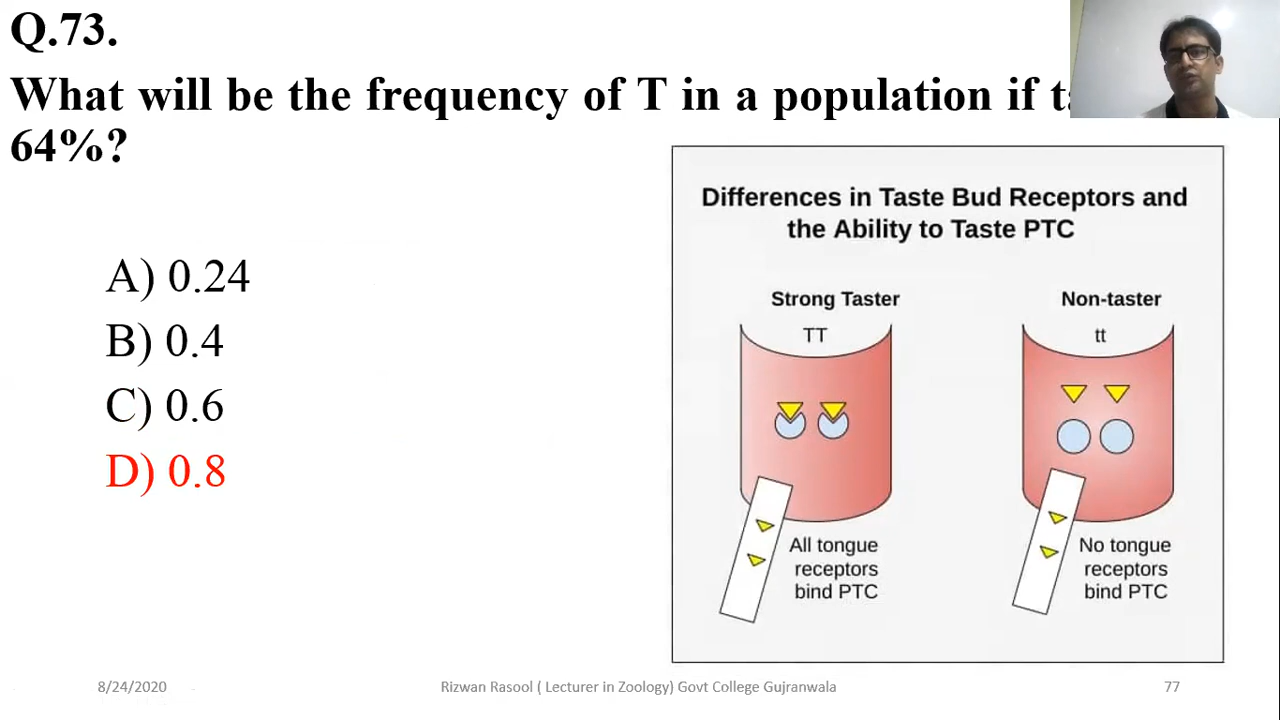 Q.73.
What will be the frequency of T in a population if
64%?
A) 0.24
B) 0.4
C) 0.6
D) 0.8
Differences in Taste Bud Receptors and
the Ability to Taste PTC
Strong Taster
Non-taster
TT
tt
All tongue
receptors
bind PTC
No tongue
receptors
bind PTC
8/24/2020
Rizwan Rasool ( Lecturer in Zoology) Govt College Gujranwala
77